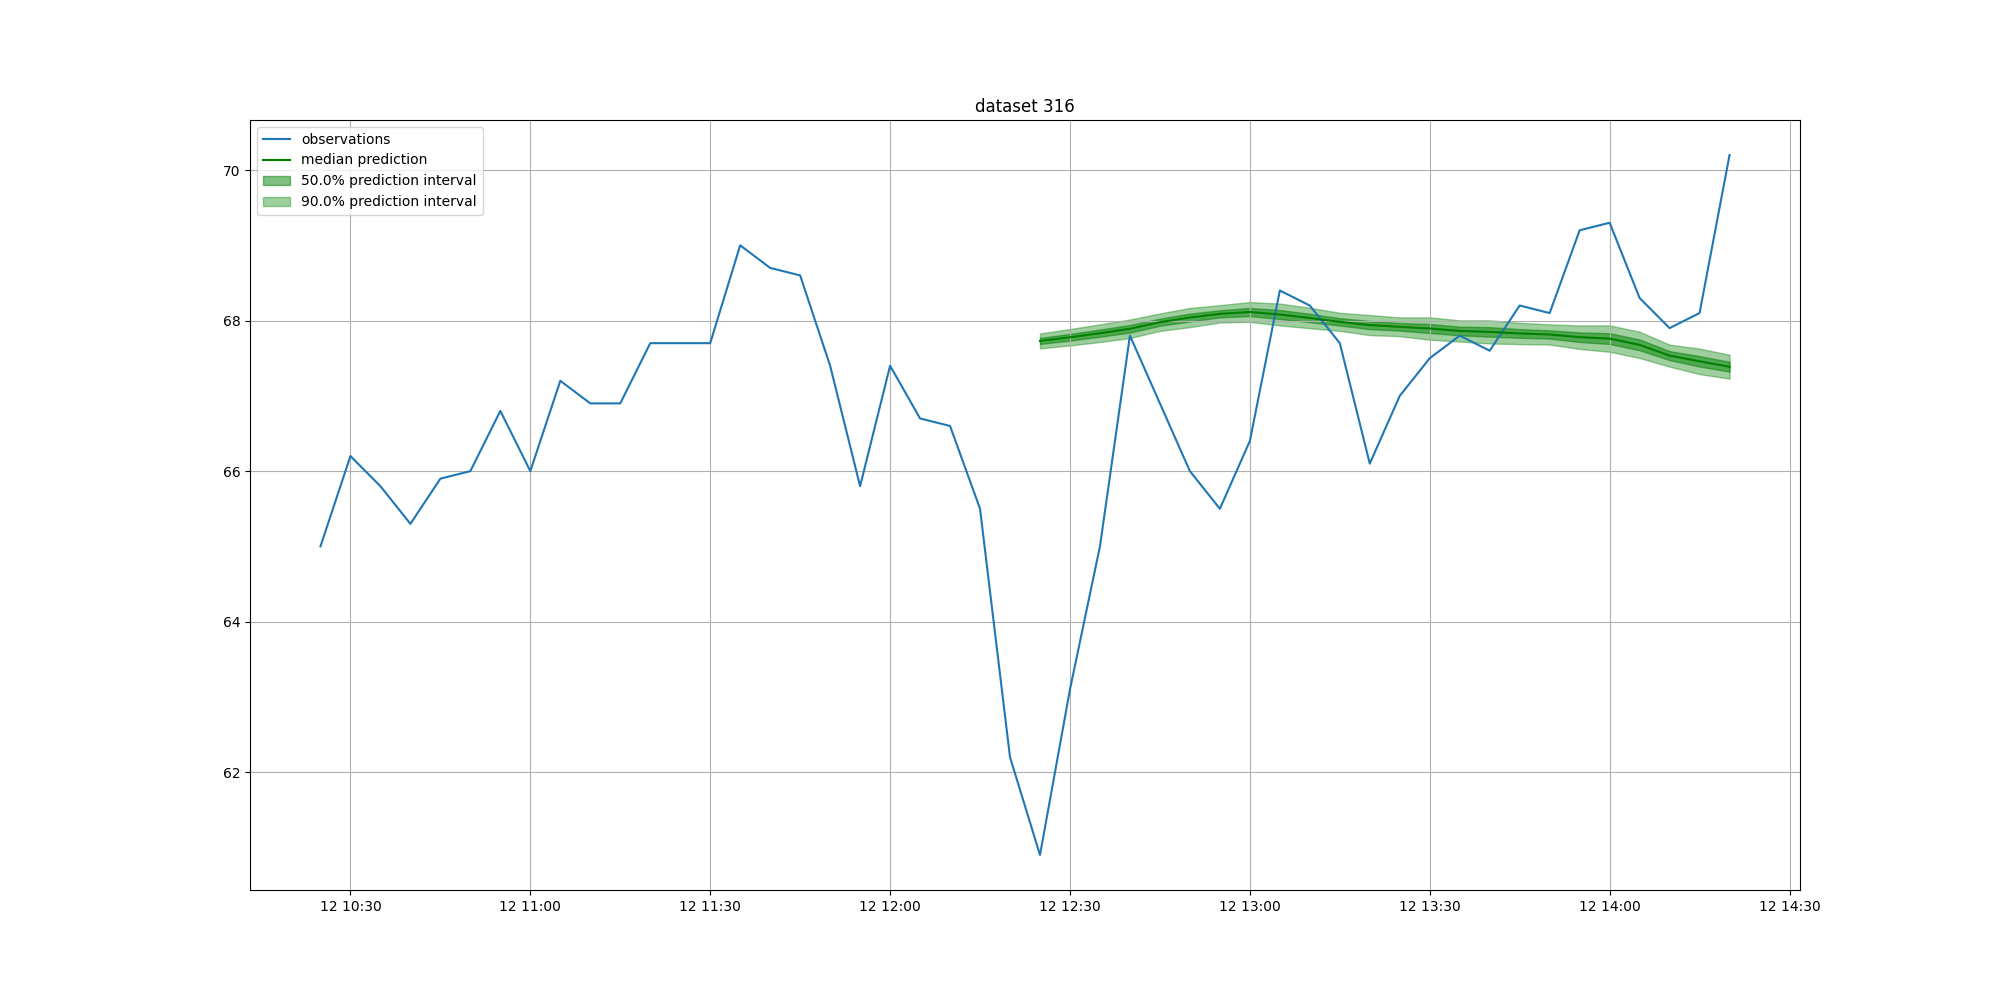 dataset 316
observations
median prediction
50.0% prediction interval
90.0% prediction interval
70
68
66
64
62
12 10:30 12 11:00 12 11:30 12 12:00 12 12:30 12 13:00 12 13:30 12 14:00 12 14:30